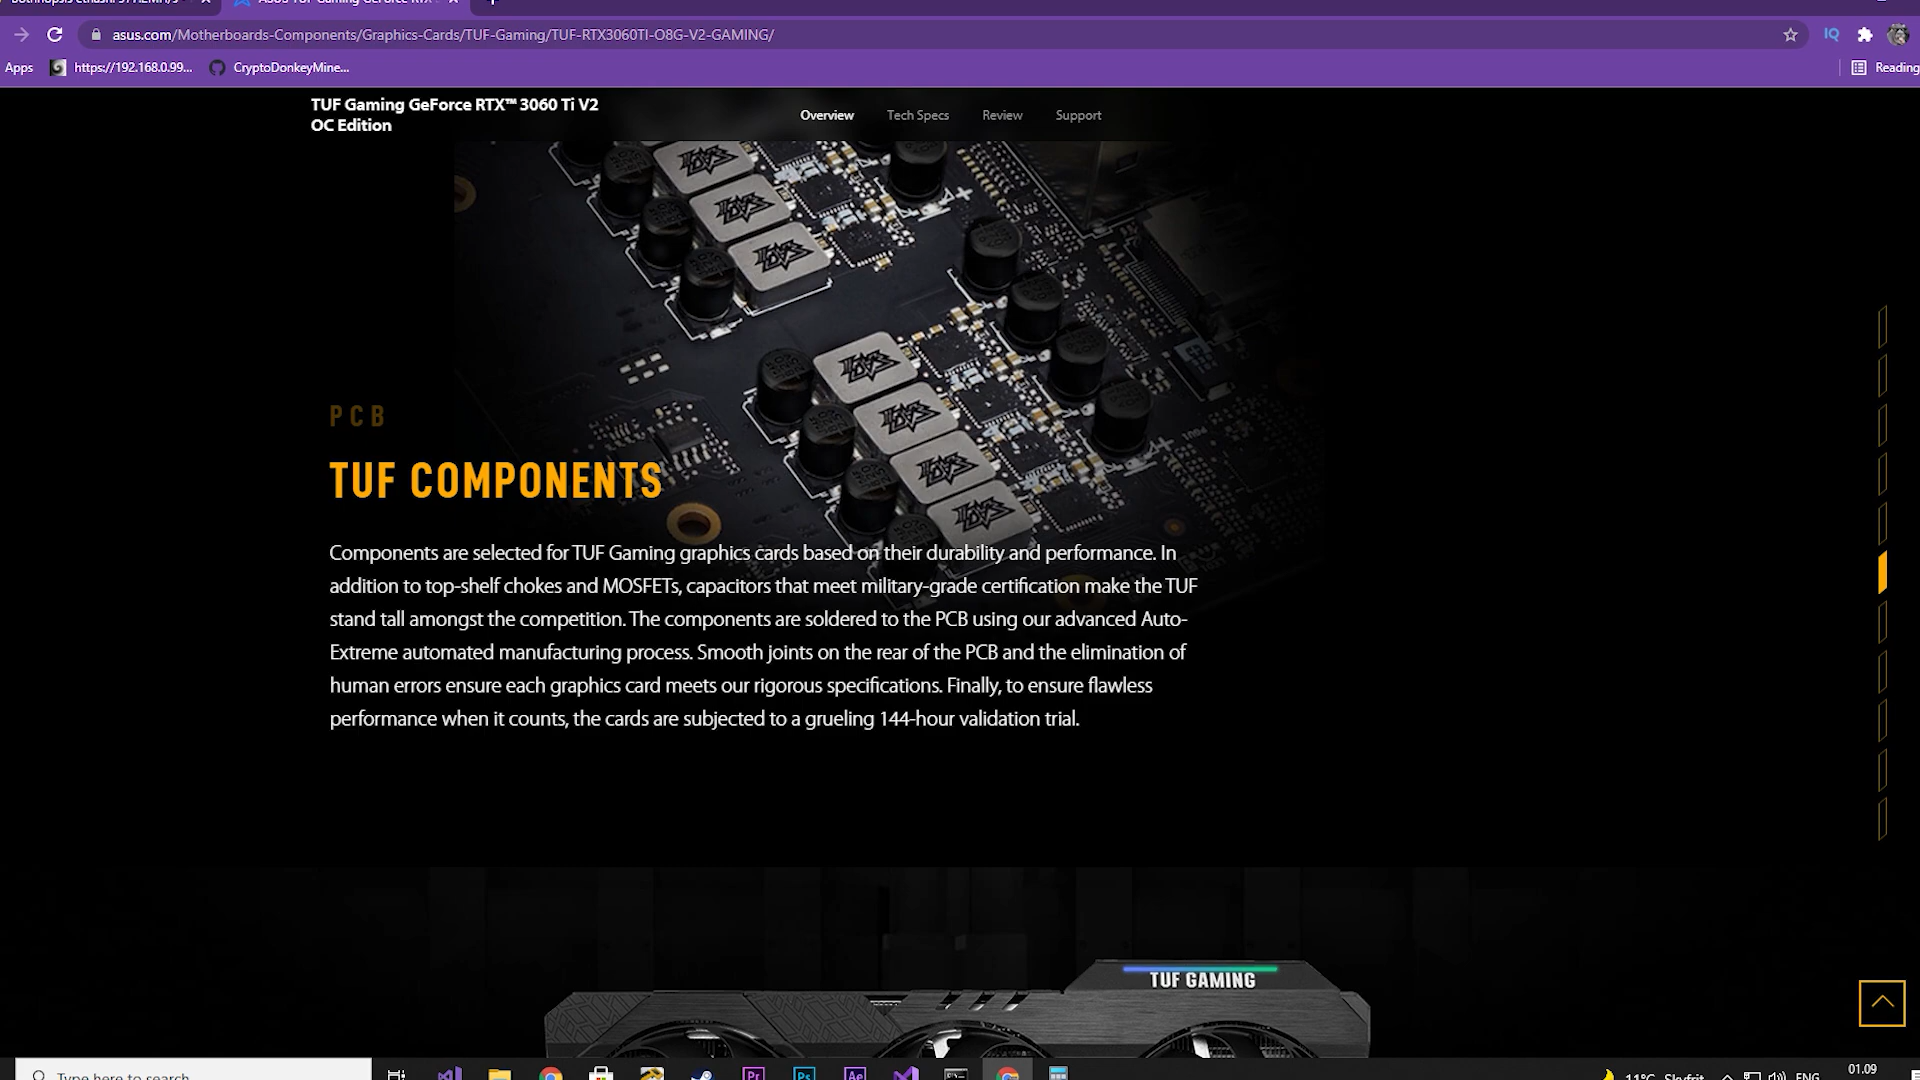 asus.com/Motherboards-Components/Graphics-Cards/TUF-Gaming/TUF-RTX3060TI-O8G-V2-GAMING/
IQ
Apps
https://192.168.0.99...
CryptoDonkeyMine...
Reading
TUF Gaming GeForce RTX™ 3060 Ti V2
OC Edition
Overview
Tech Specs
Review
Support
PCB
TUF COMPONENTS
Components are selected for TUF Gaming graphics cards based on their durability and performance. In
addition to top-shelf chokes and MOSFETs, capacitors that meet military-grade certification make the TUF
stand tall amongst the competition. The components are soldered to the PCB using our advanced Auto-
Extreme automated manufacturing process. Smooth joints on the rear of the PCB and the elimination of
human errors ensure each graphics card meets our rigorous specifications. Finally, to ensure flawless
performance when it counts, the cards are subjected to a grueling 144-hour validation trial.
TUF GAMING
Type here to search
Pr
Ps
Ae
11°C Skyfrit
ENG
01.09